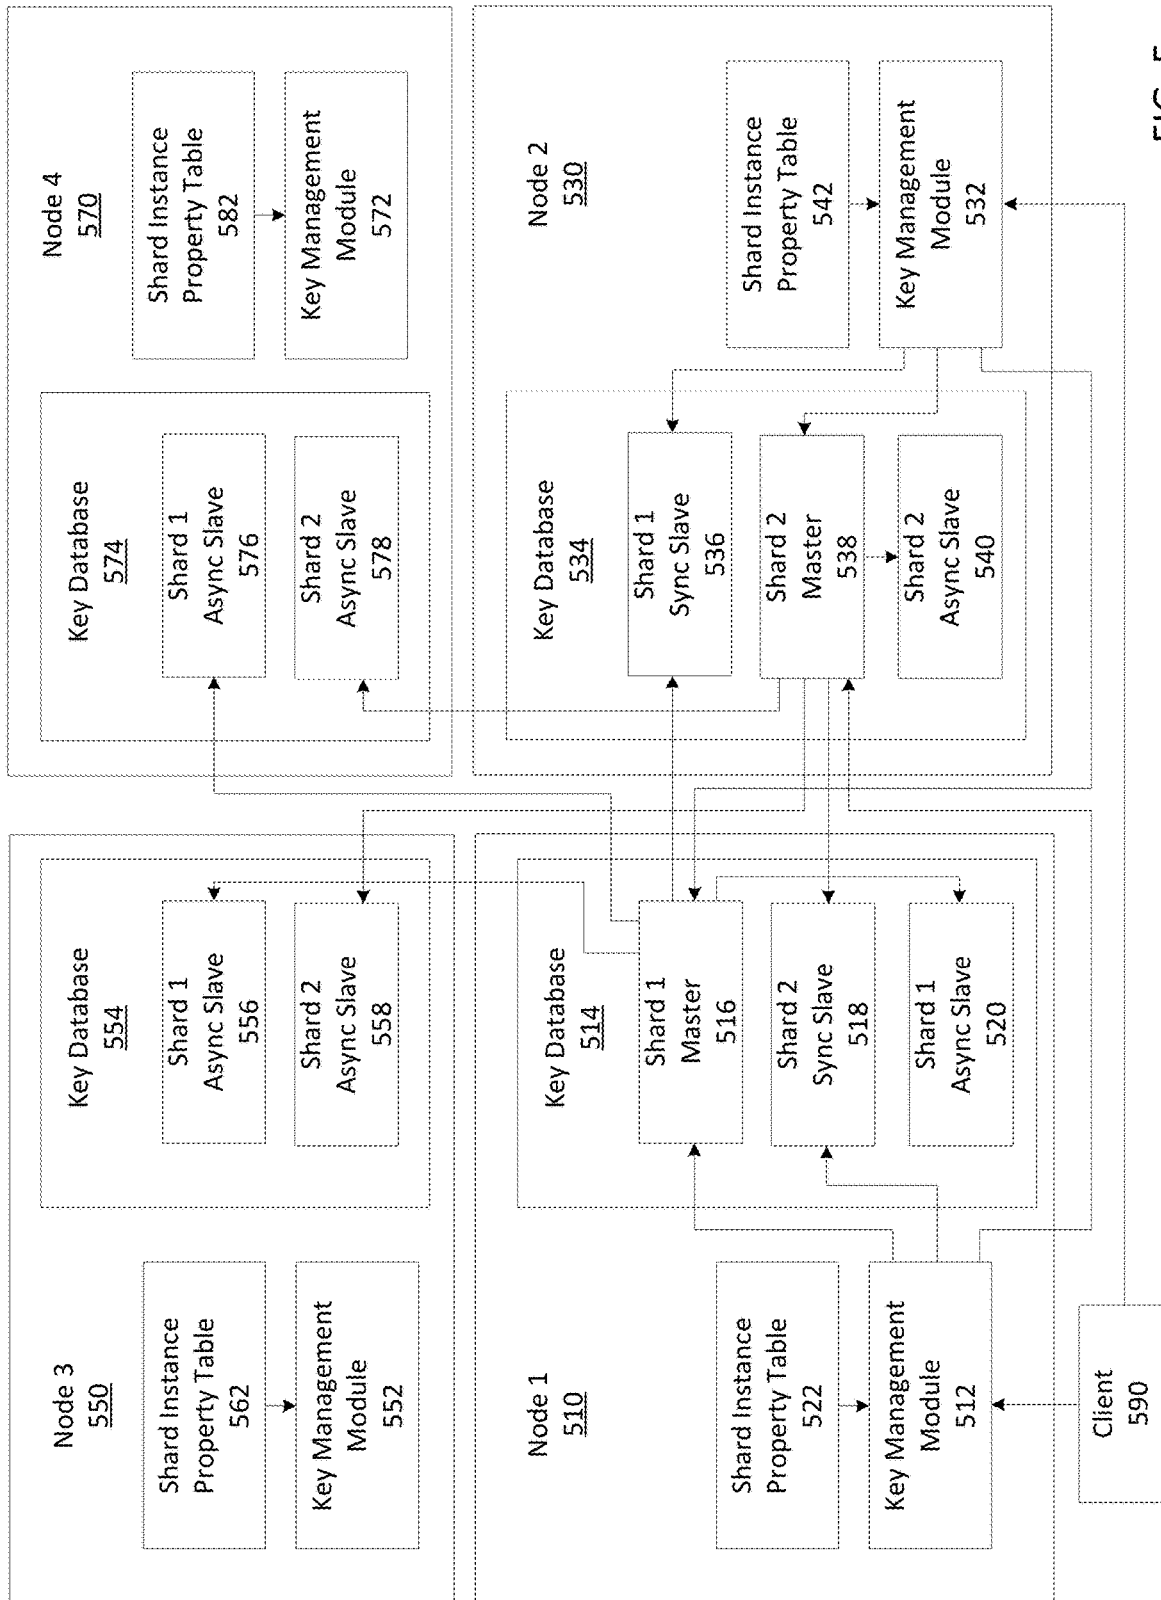 Node 3
550
Shard Instance
Property Table
562
Key Management
Module
552
Key Database
554
Shard 1
Async Slave
556
Shard 2
Async Slave
558
Node 4
570
Shard Instance
Property Table
582
Key Management
Module
572
Key Database
574
Shard 1
Async Slave
576
Shard 2
Async Slave
578
Node 1
510
Shard Instance
Property Table
522
Key Management
Module
512
Key Database
514
Shard 1
Master
516
Shard 2
Sync Slave
518
Shard 1
Async Slave
520
Node 2
530
Shard Instance
Property Table
542
Key Management
Module
532
Key Database
534
Shard 1
Sync Slave
536
Shard 2
Master
538
Shard 2
Async Slave
540
Client
590